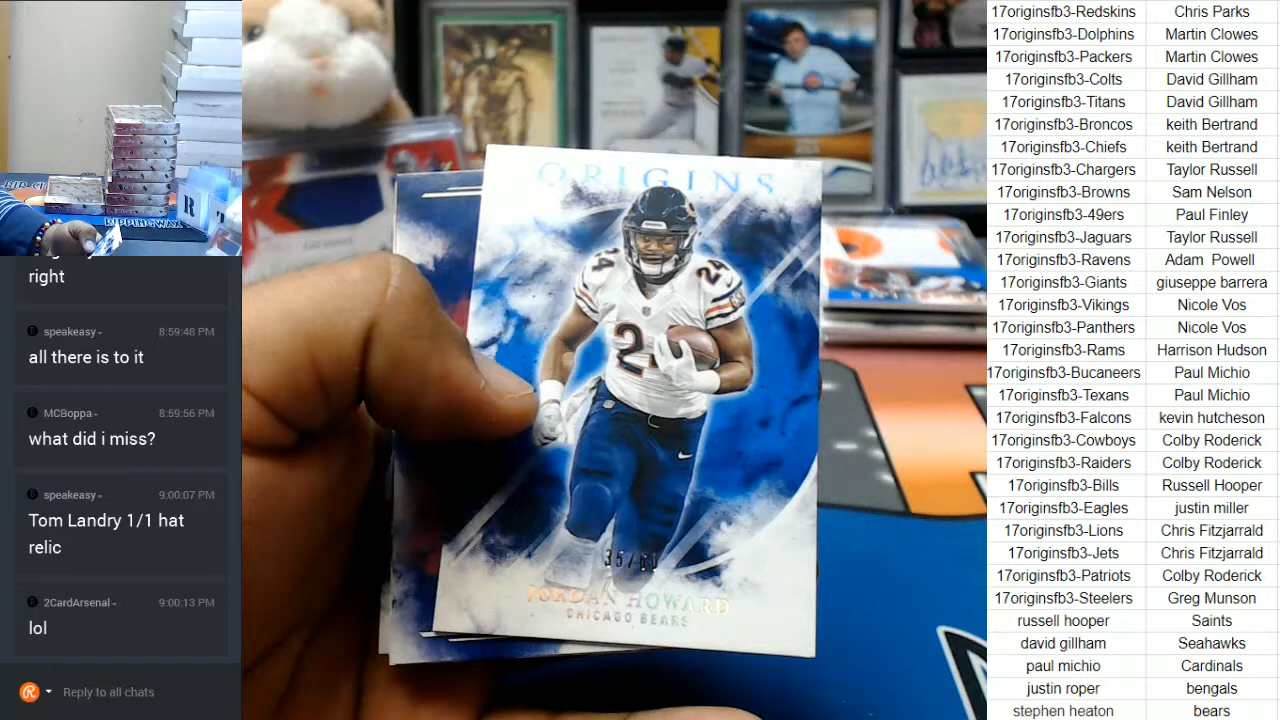 right
speakeasy
8:59:48 PM
all there is to it
MCBoppa
8:59:56 PM
what did i miss?
speakeasy
9:00:07 PM
Tom Landry 1/1 hat
relic
2CardArsenal
9:00:13 PM
lol
Reply to all chats
R
RIPPINGWAX
ORIGINS
24
24
2
35/60
JORDAN HOWARD
CHICAGO BEARS
17originsfb3-Redskins Chris Parks
17originsfb3-Dolphins Martin Clowes
17originsfb3-Packers Martin Clowes
17originsfb3-Colts David Gillham
17originsfb3-Titans David Gillham
17originsfb3-Broncos keith Bertrand
17originsfb3-Chiefs keith Bertrand
17originsfb3-Chargers Taylor Russell
17originsfb3-Browns Sam Nelson
17originsfb3-49ers Paul Finley
17originsfb3-Jaguars Taylor Russell
17originsfb3-Ravens Adam Powell
17originsfb3-Giants giuseppe barrera
17originsfb3-Vikings Nicole Vos
17originsfb3-Panthers Nicole Vos
17originsfb3-Rams Harrison Hudson
17originsfb3-Bucaneers Paul Michio
17originsfb3-Texans Paul Michio
17originsfb3-Falcons kevin hutcheson
17originsfb3-Cowboys Colby Roderick
17originsfb3-Raiders Colby Roderick
17originsfb3-Bills Russell Hooper
17originsfb3-Eagles justin miller
17originsfb3-Lions Chris Fitzjarrald
17originsfb3-Jets Chris Fitzjarrald
17originsfb3-Patriots Colby Roderick
17originsfb3-Steelers Greg Munson
russell hooper Saints
david gillham Seahawks
paul michio Cardinals
justin roper bengals
stephen heaton bears